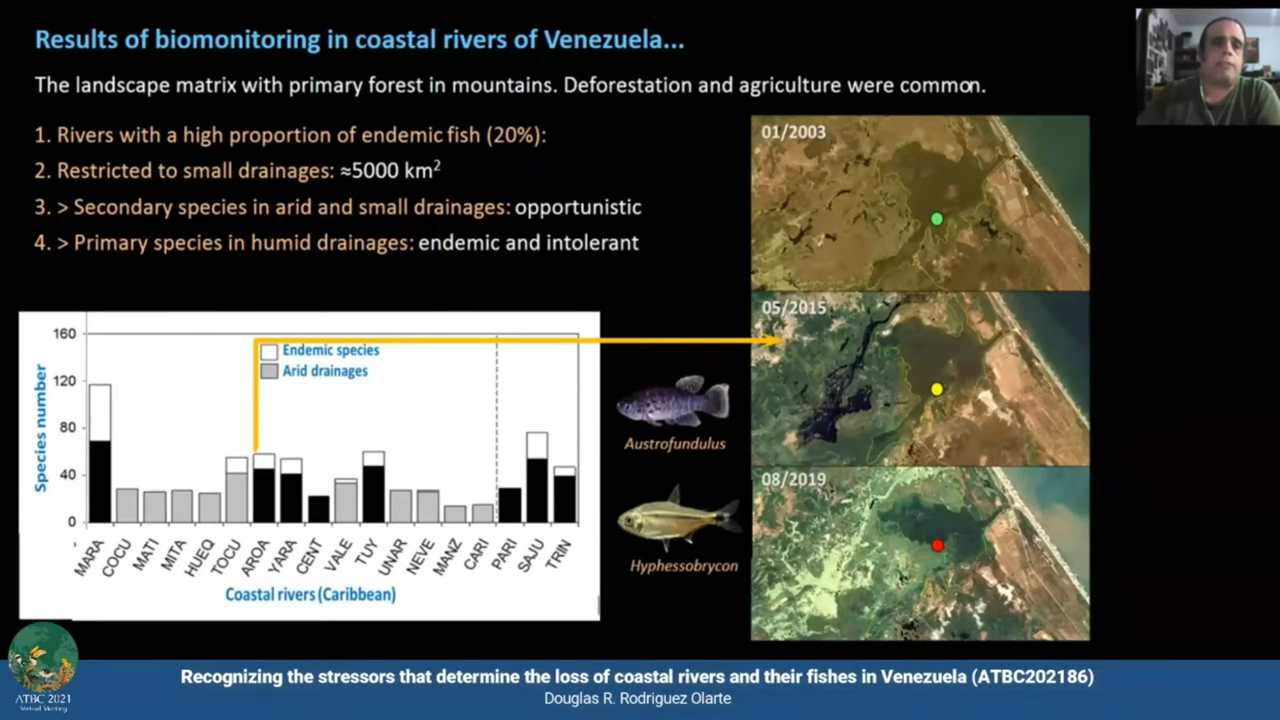 Results of biomonitoring in coastal rivers of Venezuela...
The landscape matrix with primary forest in mountains. Deforestation and agriculture were common.
1. Rivers with a high proportion of endemic fish (20%):
2. Restricted to small drainages: ≈5000 km²
3. > Secondary species in arid and small drainages: opportunistic
4. > Primary species in humid drainages: endemic and intolerant
01/2003
05/2015
08/2019
160
120
80
40
0
Species number
Endemic species
Arid drainages
MARA
COCU
MATI
MITA
HUEQ
TOCU
AROA
YARA
CENT
VALE
TUY
UNAR
NEVE
MANZ
CARI
PARI
SAJU
TRIN
Coastal rivers (Caribbean)
Austrofundulus
Hyphessobrycon
ATBC 2021
Virtual Meeting
Recognizing the stressors that determine the loss of coastal rivers and their fishes in Venezuela (ATBC202186)
Douglas R. Rodriguez Olarte